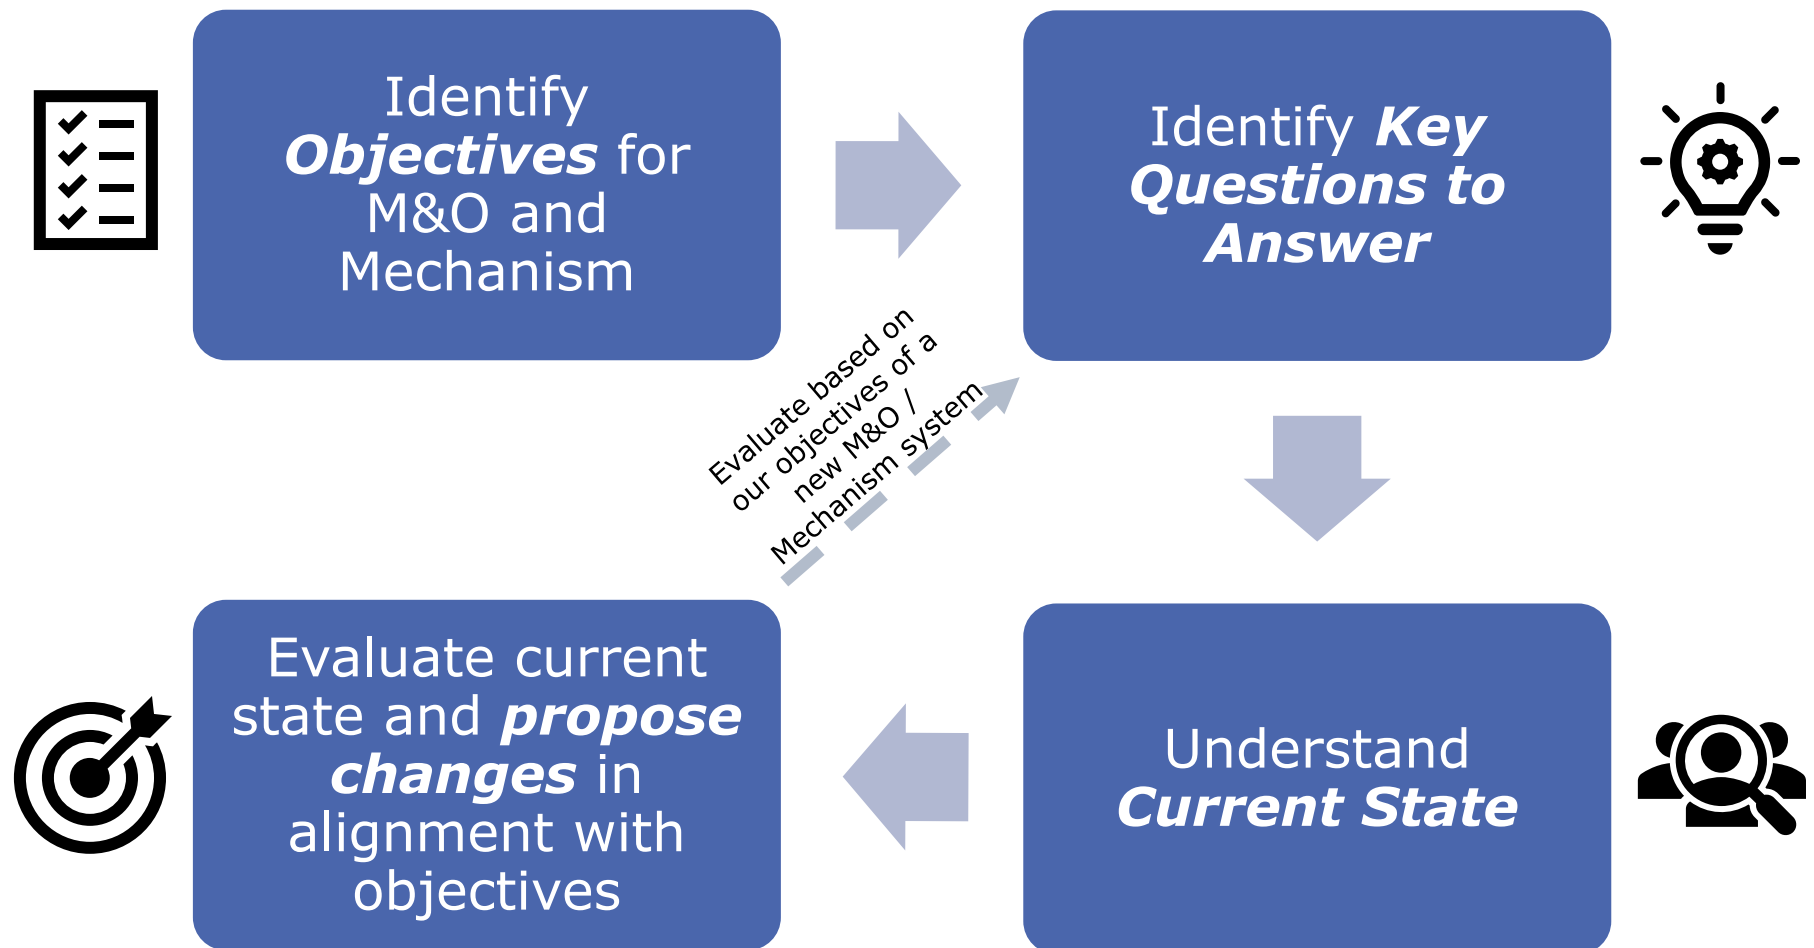 Identify
Objectives for
M&O and
Mechanism
Identify Key
Questions to
Answer
Evaluate based on
our objectives of a
new M&O /
Mechanism system
Evaluate current
state and propose
changes in
alignment with
objectives
Understand
Current State